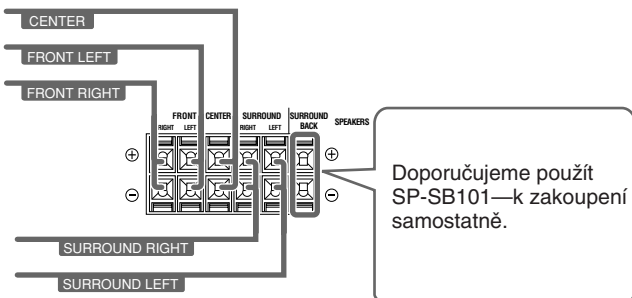 CENTER
FRONT LEFT
FRONT RIGHT
FRONT CENTER SURROUND SURROUND BACK SPEAKERS
RIGHT LEFT RIGHT LEFT
Doporučujeme použít
SP-SB101—k zakoupení
samostatně.
SURROUND RIGHT
SURROUND LEFT